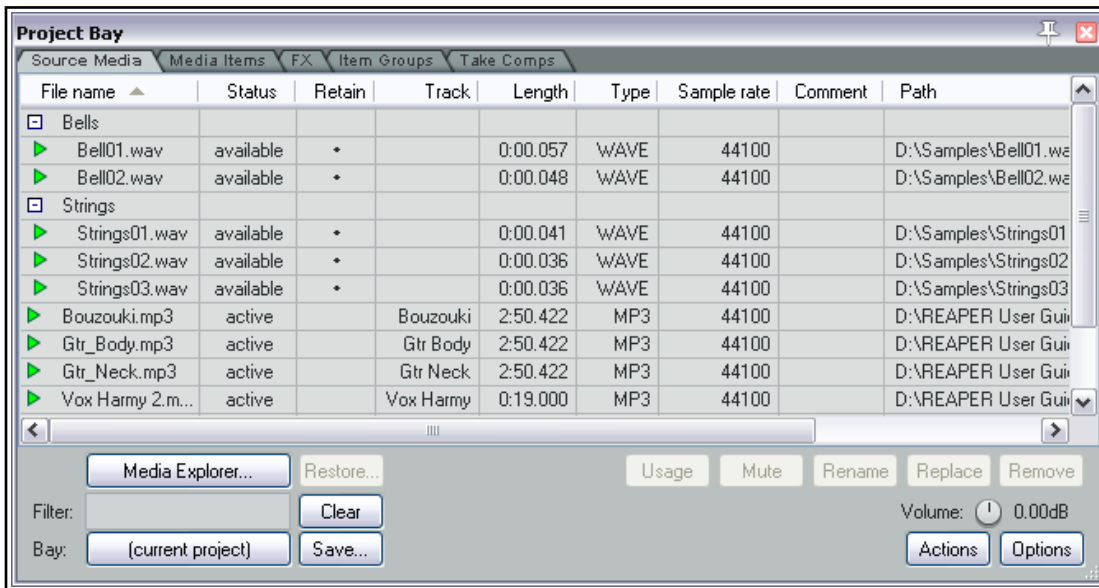 Project Bay
Source Media Media Items FX Item Groups Take Comps
File name Status Retain Track Length Type Sample rate Comment Path
Bells
Bell01.wav available • 0:00.057 WAVE 44100 D:\Samples\Bell01.wa
Bell02.wav available • 0:00.048 WAVE 44100 D:\Samples\Bell02.wa
Strings
Strings01.wav available • 0:00.041 WAVE 44100 D:\Samples\Strings01
Strings02.wav available • 0:00.036 WAVE 44100 D:\Samples\Strings02
Strings03.wav available • 0:00.036 WAVE 44100 D:\Samples\Strings03
Bouzouki.mp3 active Bouzouki 2:50.422 MP3 44100 D:\REAPER User Gui
Gtr_Body.mp3 active Gtr Body 2:50.422 MP3 44100 D:\REAPER User Gui
Gtr_Neck.mp3 active Gtr Neck 2:50.422 MP3 44100 D:\REAPER User Gui
Vox Harmy 2.m... active Vox Harmy 0:19.000 MP3 44100 D:\REAPER User Gui
Media Explorer... Restore... Usage Mute Rename Replace Remove
Filter: Clear Volume: 0.00dB
Bay: (current project) Save... Actions Options